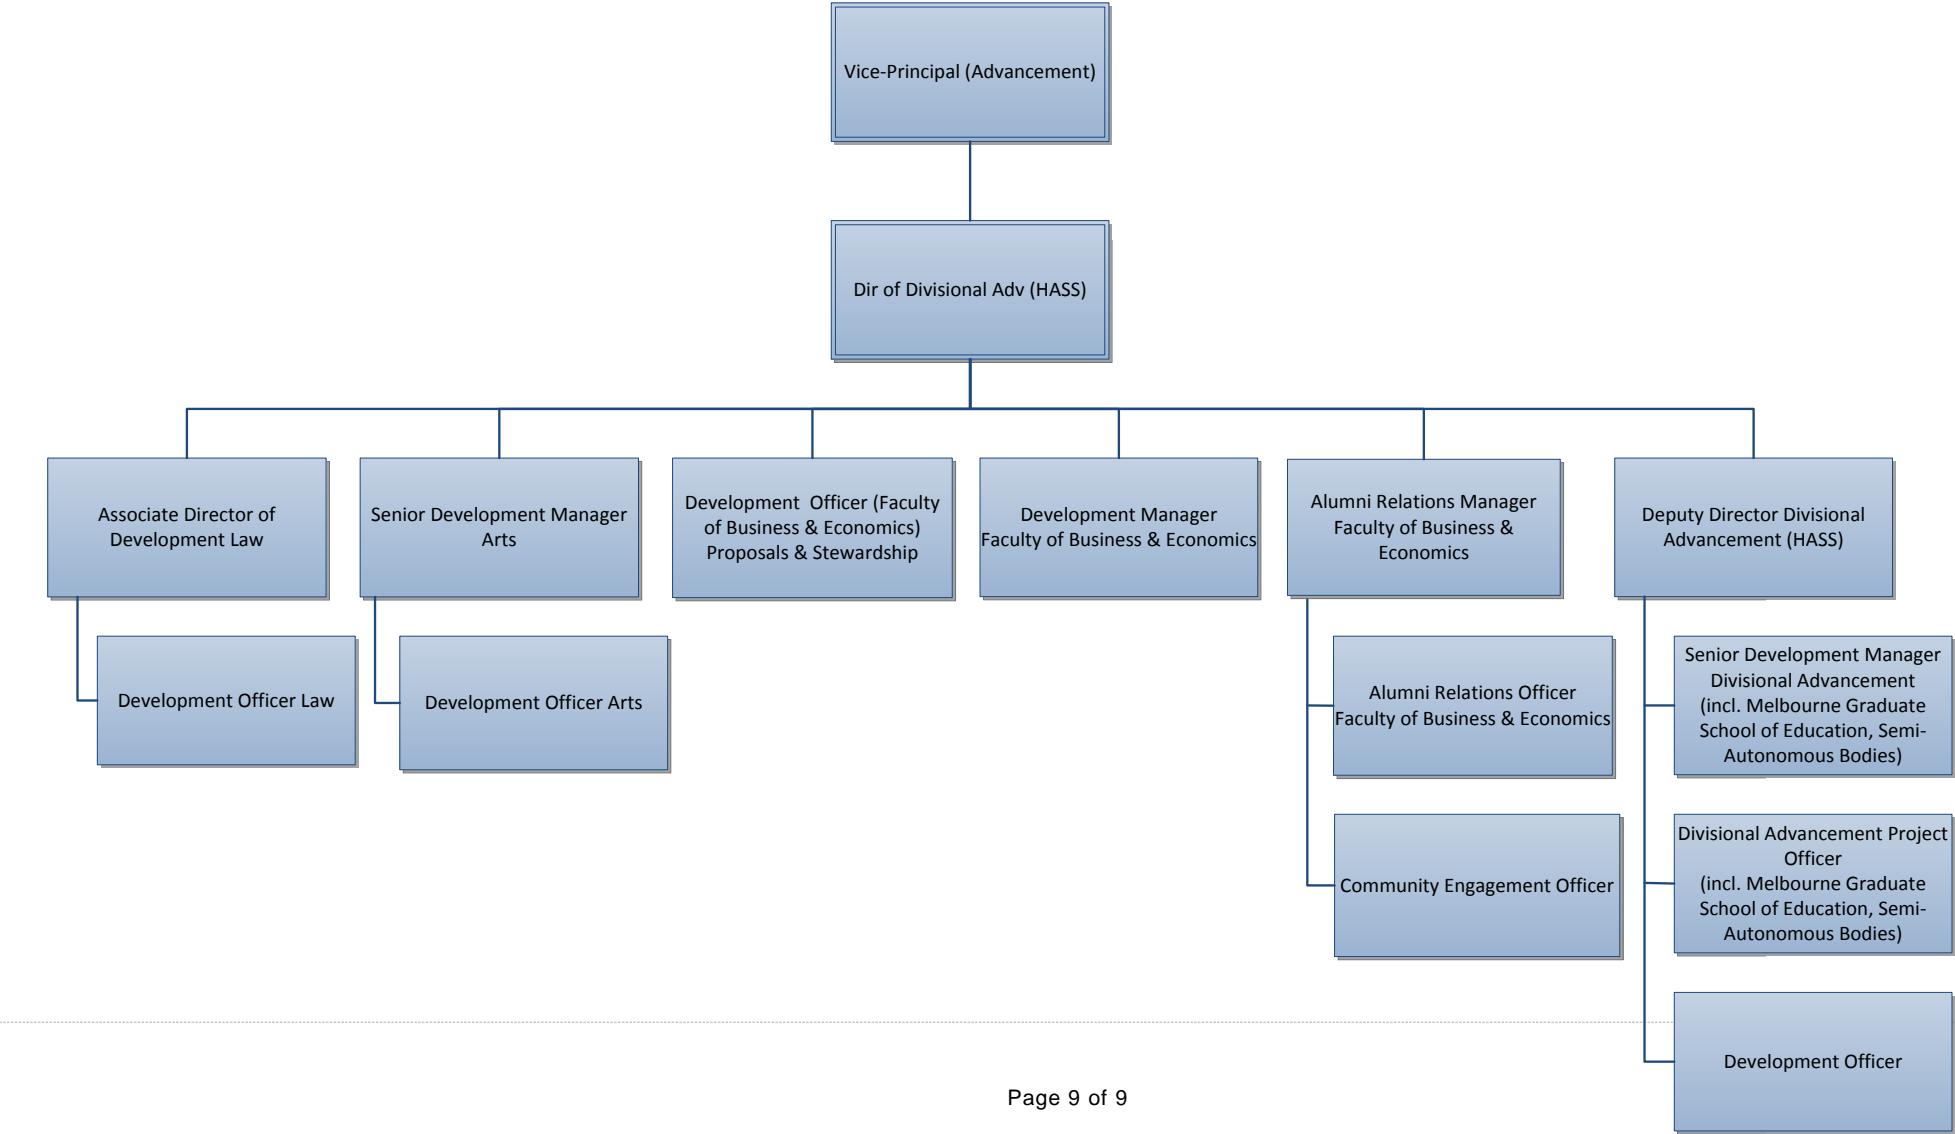 Vice-Principal (Advancement)
Dir of Divisional Adv (HASS)
Associate Director of
Development Law
Senior Development Manager
Arts
Development  Officer (Faculty
of Business & Economics)
Proposals & Stewardship
Development Manager
Faculty of Business & Economics
Alumni Relations Manager
Faculty of Business &
Economics
Deputy Director Divisional
Advancement (HASS)
Development Officer Law
Development Officer Arts
Alumni Relations Officer
Faculty of Business & Economics
Senior Development Manager
Divisional Advancement
(incl. Melbourne Graduate
School of Education, Semi-
Autonomous Bodies)
Community Engagement Officer
Divisional Advancement Project
Officer
(incl. Melbourne Graduate
School of Education, Semi-
Autonomous Bodies)
Development Officer
Page 9 of 9